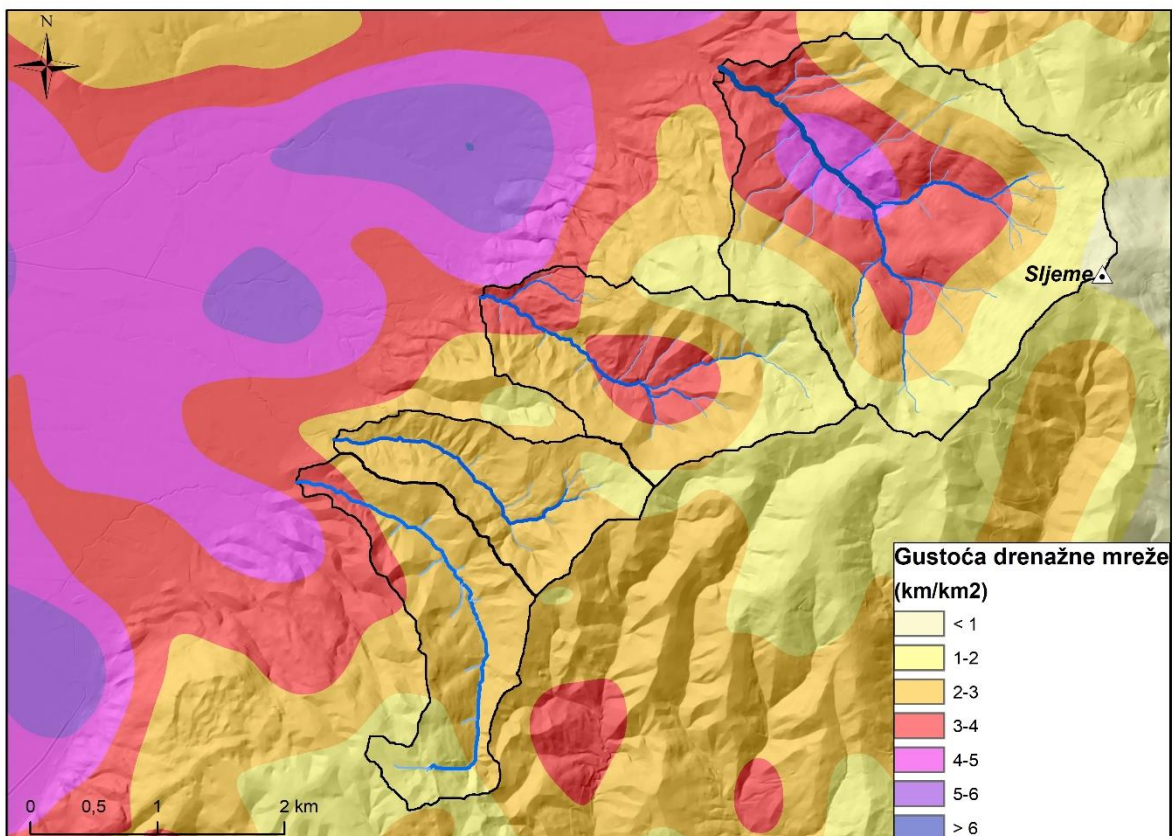 N
Sljeme
Gustoća drenažne mreže
(km/km2)
< 1
1-2
2-3
3-4
4-5
5-6
> 6
0 0,5 1 2 km